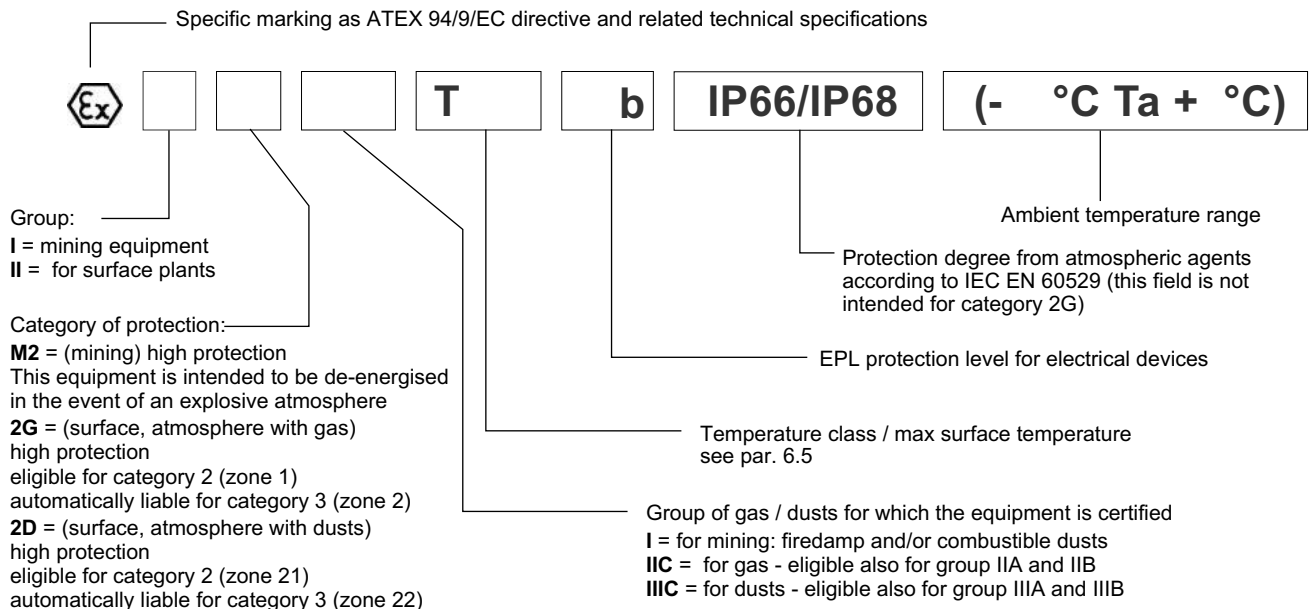 Specific marking as ATEX 94/9/EC directive and related technical specifications
Ex T b IP66/IP68 (- °C Ta + °C)
Group:
I = mining equipment
II = for surface plants
Category of protection:
M2 = (mining) high protection
This equipment is intended to be de-energised
in the event of an explosive atmosphere
2G = (surface, atmosphere with gas)
high protection
eligible for category 2 (zone 1)
automatically liable for category 3 (zone 2)
2D = (surface, atmosphere with dusts)
high protection
eligible for category 2 (zone 21)
automatically liable for category 3 (zone 22)
Ambient temperature range
Protection degree from atmospheric agents
according to IEC EN 60529 (this field is not
intended for category 2G)
EPL protection level for electrical devices
Temperature class / max surface temperature
see par. 6.5
Group of gas / dusts for which the equipment is certified
I = for mining: firedamp and/or combustible dusts
IIC = for gas - eligible also for group IIA and IIB
IIIC = for dusts - eligible also for group IIIA and IIIB